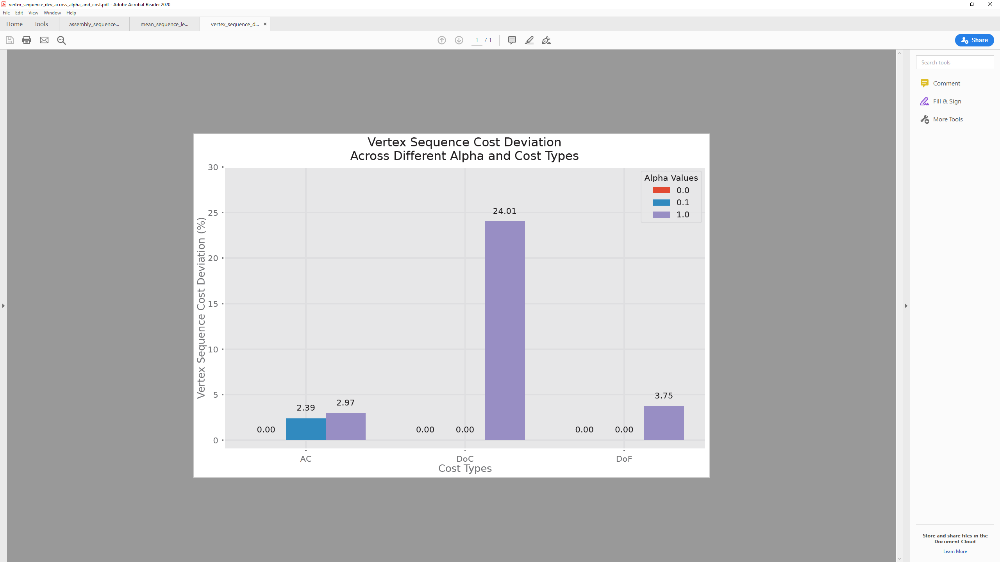 vertex_sequence_dev_across_alpha_and_cost.pdf - Adobe Acrobat Reader 2020
File Edit View Window Help
Home Tools assembly_sequence... mean_sequence_le... vertex_sequence_d...
1 / 1
Share
Search tools
Comment
Fill & Sign
More Tools
Vertex Sequence Cost Deviation
Across Different Alpha and Cost Types
Vertex Sequence Cost Deviation (%)
30
25
20
15
10
5
0
Alpha Values
0.0
0.1
1.0
0.00 2.39 2.97
0.00 0.00 24.01
0.00 0.00 3.75
AC DoC DoF
Cost Types
Store and share files in the
Document Cloud
Learn More